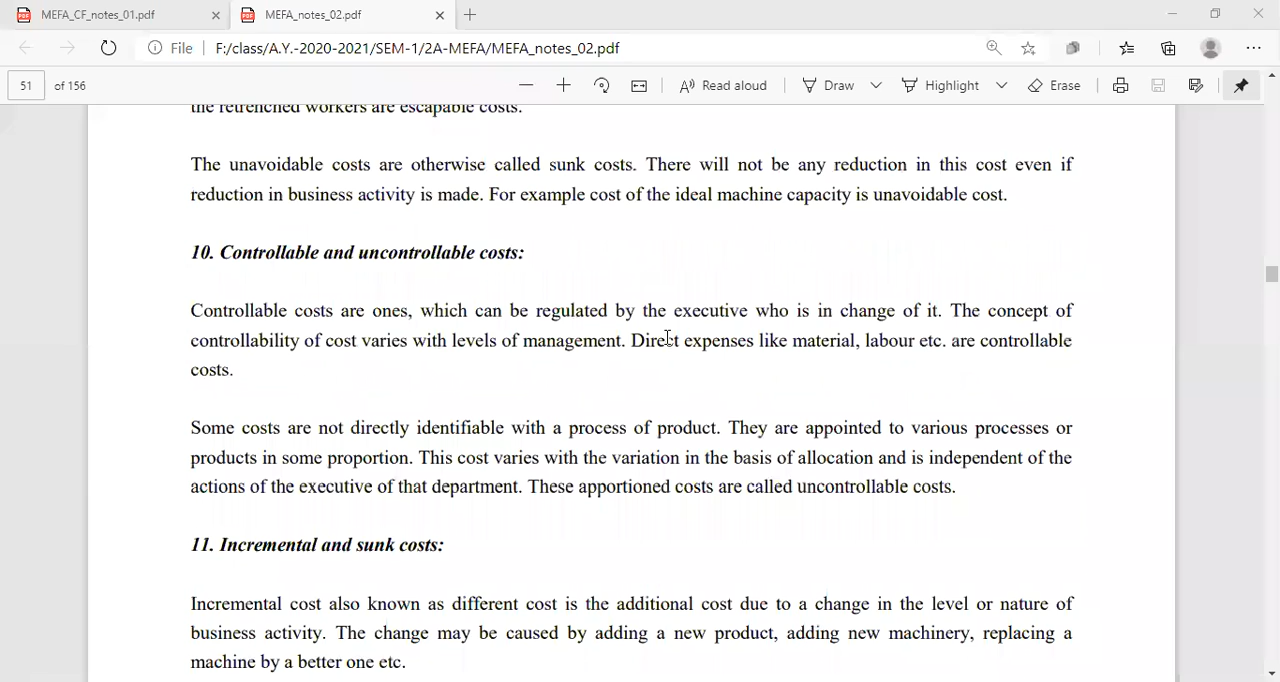 MEFA_CF_notes_01.pdf
MEFA_notes_02.pdf
File F:/class/A.Y.-2020-2021/SEM-1/2A-MEFA/MEFA_notes_02.pdf
51 of 156 Read aloud Draw Highlight Erase
the retrenched workers are escapable costs.
The unavoidable costs are otherwise called sunk costs. There will not be any reduction in this cost even if
reduction in business activity is made. For example cost of the ideal machine capacity is unavoidable cost.
10. Controllable and uncontrollable costs:
Controllable costs are ones, which can be regulated by the executive who is in change of it. The concept of
controllability of cost varies with levels of management. Direct expenses like material, labour etc. are controllable
costs.
Some costs are not directly identifiable with a process of product. They are appointed to various processes or
products in some proportion. This cost varies with the variation in the basis of allocation and is independent of the
actions of the executive of that department. These apportioned costs are called uncontrollable costs.
11. Incremental and sunk costs:
Incremental cost also known as different cost is the additional cost due to a change in the level or nature of
business activity. The change may be caused by adding a new product, adding new machinery, replacing a
machine by a better one etc.